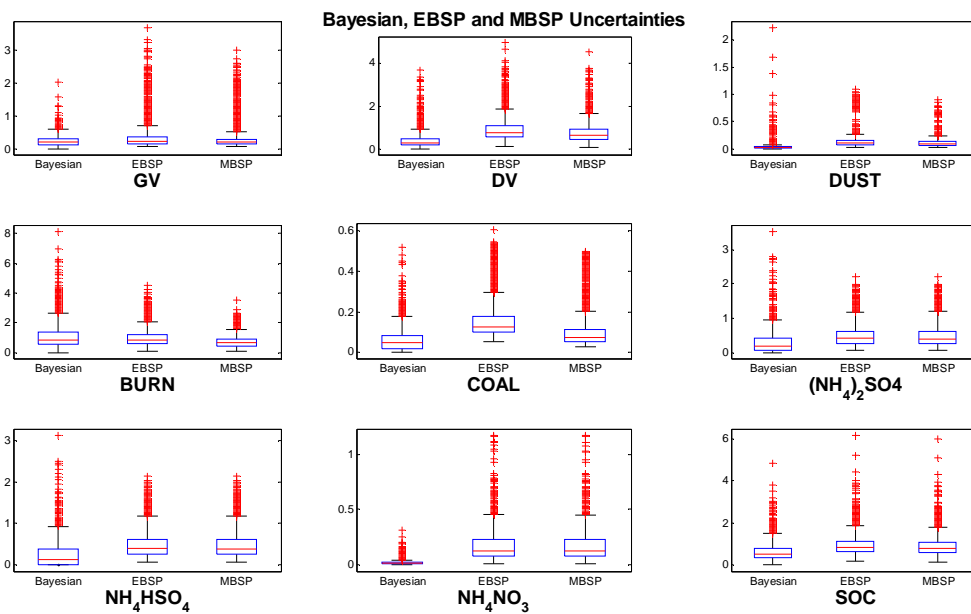 Bayesian, EBSP and MBSP Uncertainties
3
2
1
0
Bayesian EBSP MBSP
GV
4
2
0
Bayesian EBSP MBSP
DV
2
1.5
1
0.5
0
Bayesian EBSP MBSP
DUST
8
6
4
2
0
Bayesian EBSP MBSP
BURN
0.6
0.4
0.2
0
Bayesian EBSP MBSP
COAL
3
2
1
0
Bayesian EBSP MBSP
(NH₄)₂SO4
3
2
1
0
Bayesian EBSP MBSP
NH₄HSO₄
1
0.5
0
Bayesian EBSP MBSP
NH₄NO₃
6
4
2
0
Bayesian EBSP MBSP
SOC